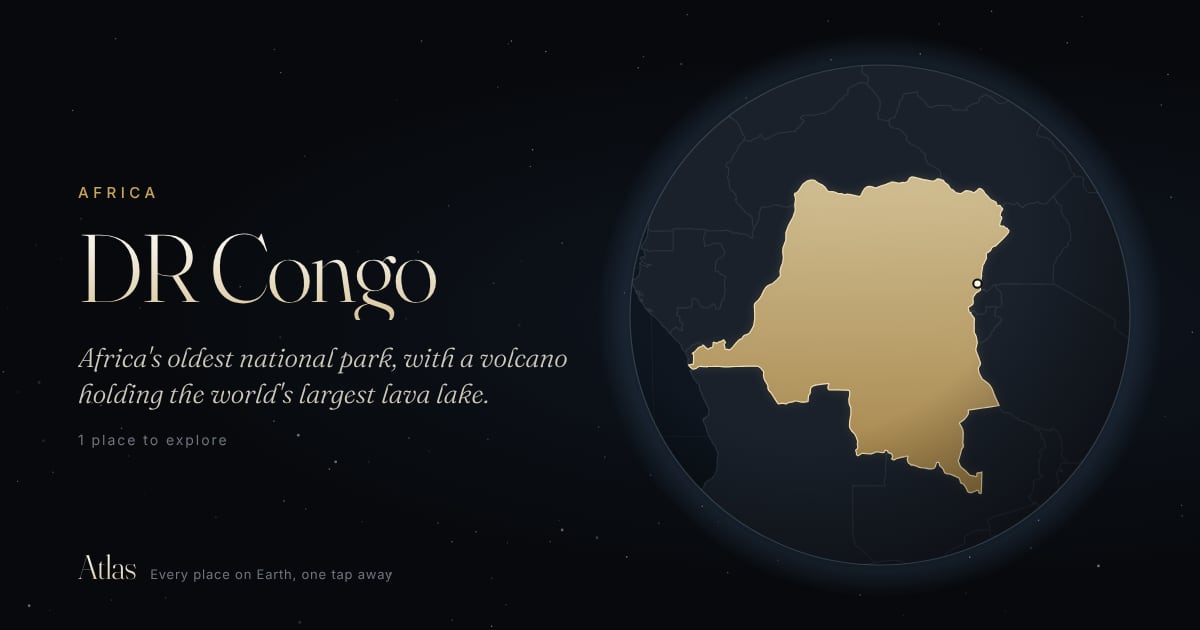 AFRICA
DR Congo
Africa's oldest national park, with a volcano
holding the world's largest lava lake.
1 place to explore
Atlas Every place on Earth, one tap away